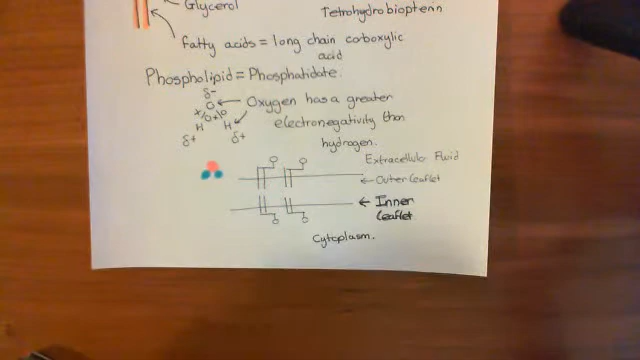 Glycerol
Tetrahydrobiopterin
Fatty acids = long chain carboxylic
acid
Phospholipid = Phosphatidate.
δ-
O ← Oxygen has a greater
H H electronegativity than
δ+ δ+ hydrogen.
Extracellular Fluid
← Outer leaflet
← Inner
leaflet
Cytoplasm.